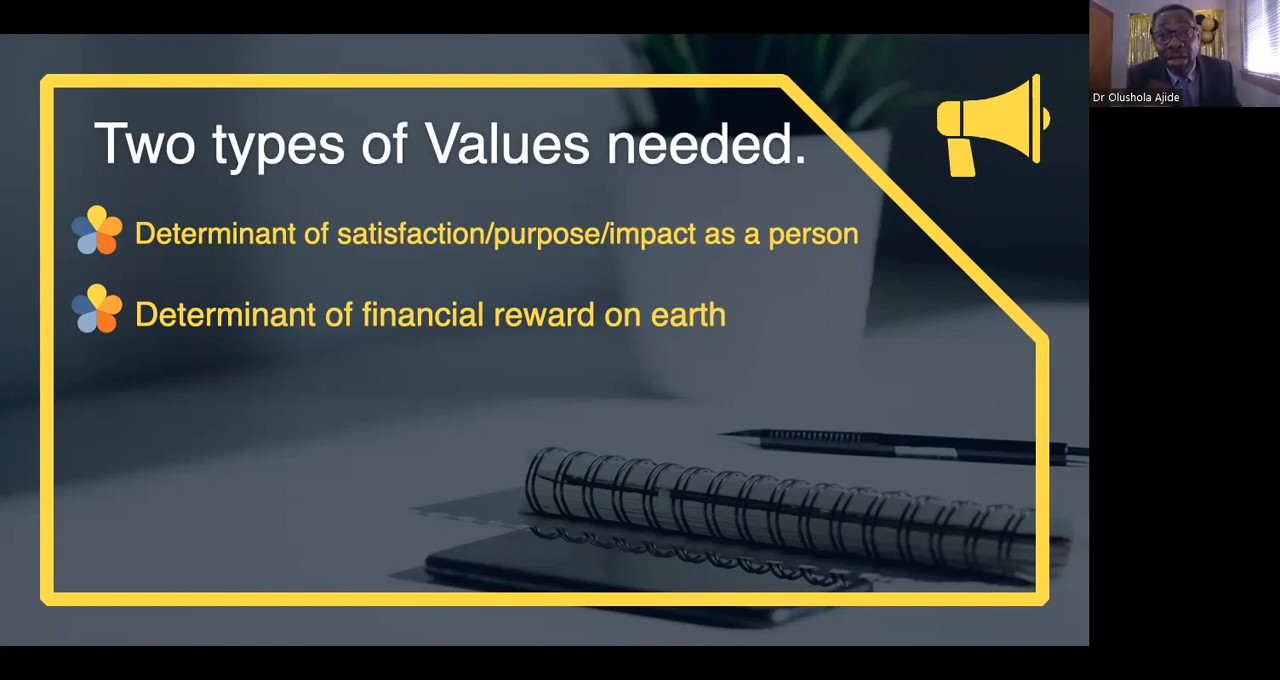 Two types of Values needed.
Determinant of satisfaction/purpose/impact as a person
Determinant of financial reward on earth
Dr Olushola Ajide